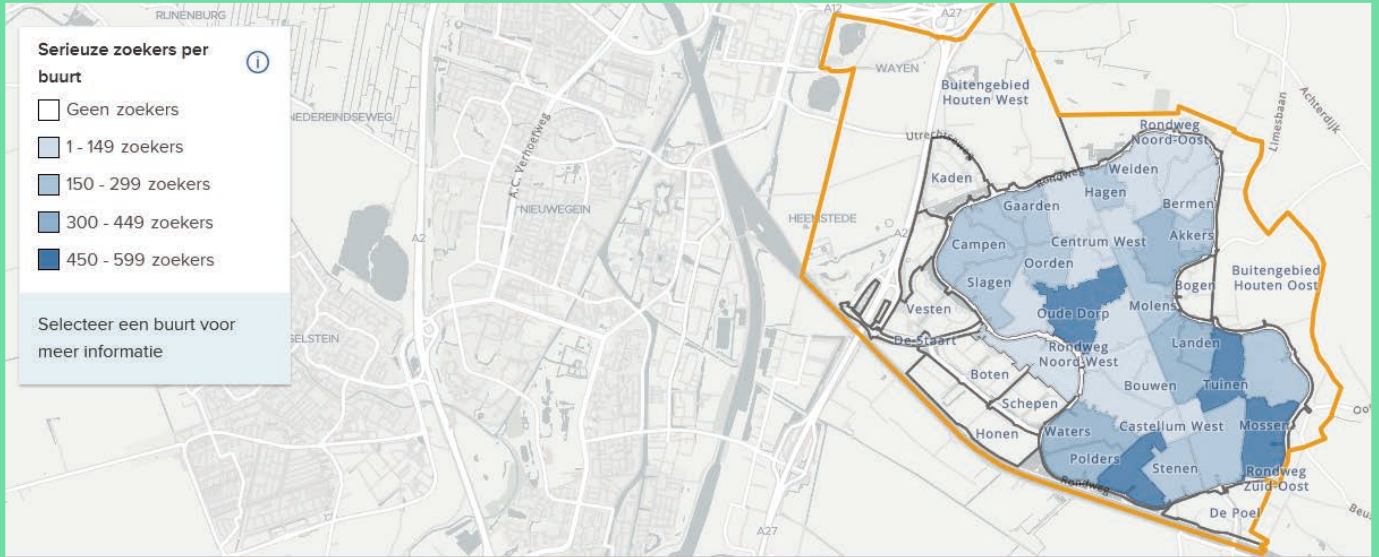 Serieuze zoekers per
buurt
i
Geen zoekers
1 - 149 zoekers
150 - 299 zoekers
300 - 449 zoekers
450 - 599 zoekers
Selecteer een buurt voor
meer informatie
RIJNENBURG
NEDEREINDSEWEG
A.C. Verhoefweg
NIEUWEGEIN
A2
SELSTEIN
A12
A27
WAYEN
Buitengebied
Houten West
Utrechtseweg
Achterdijk
Limesbaan
Rondweg
Noord-Oost
Kaden
Rondweg
Welden
Hagen
Gaarden
Bermen
HEEMSTEDE
A2
Campen
Centrum West
Akkers
Oorden
Slagen
Bogen
Buitengebied
Houten Oost
Vesten
Oude Dorp
Molens
De Staart
Rondweg
Noord-West
Landen
Boten
Bouwen
Tuinen
Schepen
Honen
Waters
Castellum West
Mossen
Polders
Stenen
Rondweg
Zuid-Oost
Rondweg
De Poel
A27